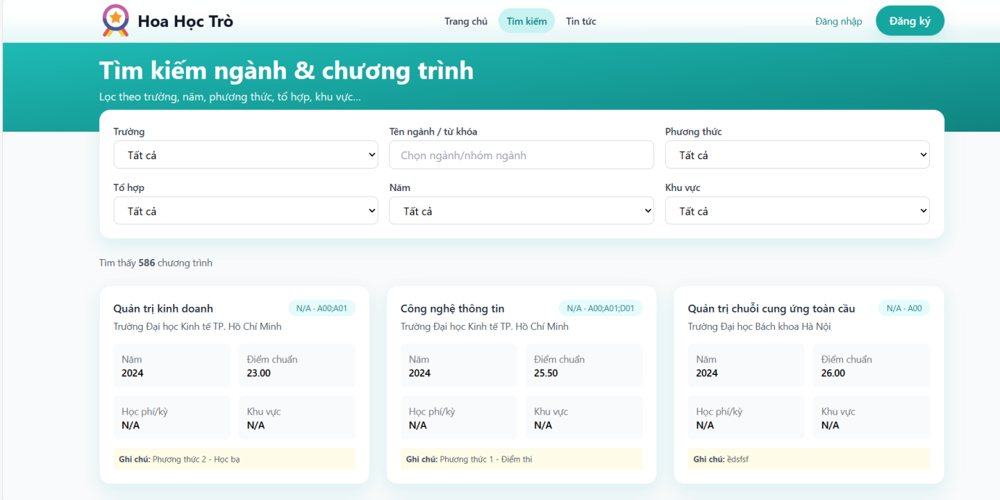 Hoa Học Trò
Trang chủ
Tìm kiếm
Tin tức
Đăng nhập
Đăng ký
Tìm kiếm ngành & chương trình
Lọc theo trường, năm, phương thức, tổ hợp, khu vực...
Trường
Tất cả
Tên ngành / từ khóa
Chọn ngành/nhóm ngành
Phương thức
Tất cả
Tổ hợp
Tất cả
Năm
Tất cả
Khu vực
Tất cả
Tìm thấy 586 chương trình
Quản trị kinh doanh
N/A · A00;A01
Trường Đại học Kinh tế TP. Hồ Chí Minh
Năm
2024
Điểm chuẩn
23.00
Học phí/kỳ
N/A
Khu vực
N/A
Ghi chú: Phương thức 2 - Học bạ
Công nghệ thông tin
N/A · A00;A01;D01
Trường Đại học Kinh tế TP. Hồ Chí Minh
Năm
2024
Điểm chuẩn
25.50
Học phí/kỳ
N/A
Khu vực
N/A
Ghi chú: Phương thức 1 - Điểm thi
Quản trị chuỗi cung ứng toàn cầu
N/A · A00
Trường Đại học Bách khoa Hà Nội
Năm
2024
Điểm chuẩn
26.00
Học phí/kỳ
N/A
Khu vực
N/A
Ghi chú: ềdsfsf